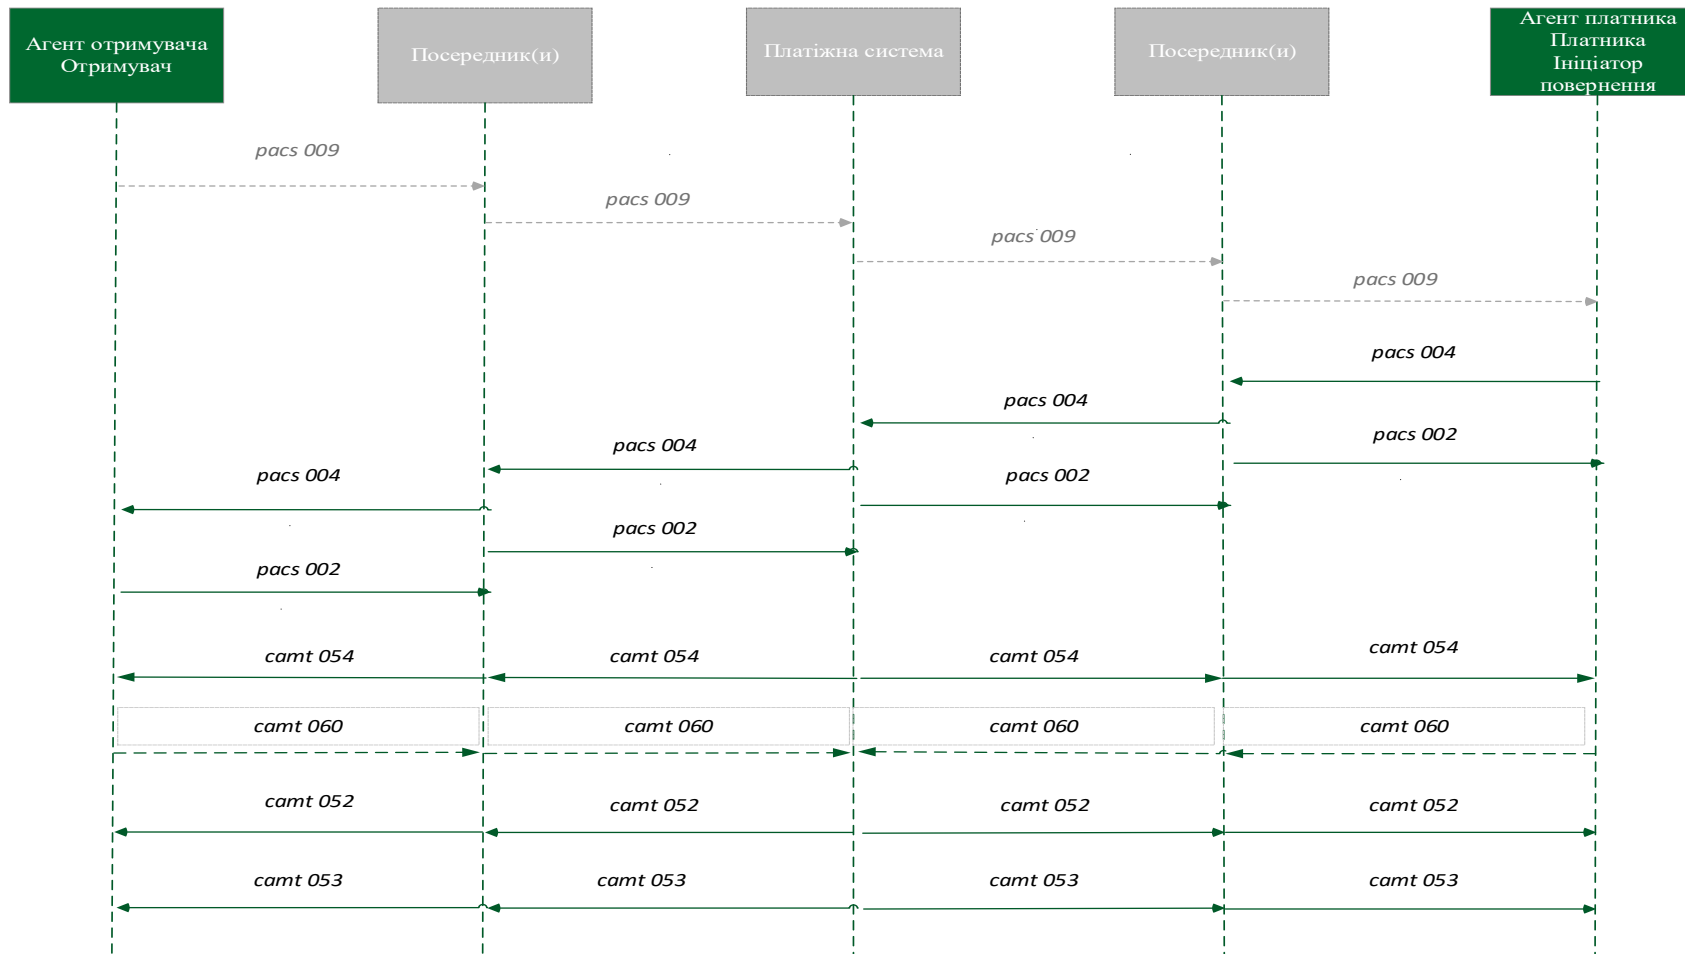 Агент отримувача
Отримувач
Посередник(и)
Платіжна система
Посередник(и)
Агент платника
Платника
Ініціатор
повернення
pacs 009
pacs 009
pacs 009
pacs 009
pacs 004
pacs 004
pacs 002
pacs 004
pacs 004
pacs 002
pacs 002
pacs 002
camt 054
camt 054
camt 054
camt 054
camt 060
camt 060
camt 060
camt 060
camt 052
camt 052
camt 052
camt 052
camt 053
camt 053
camt 053
camt 053